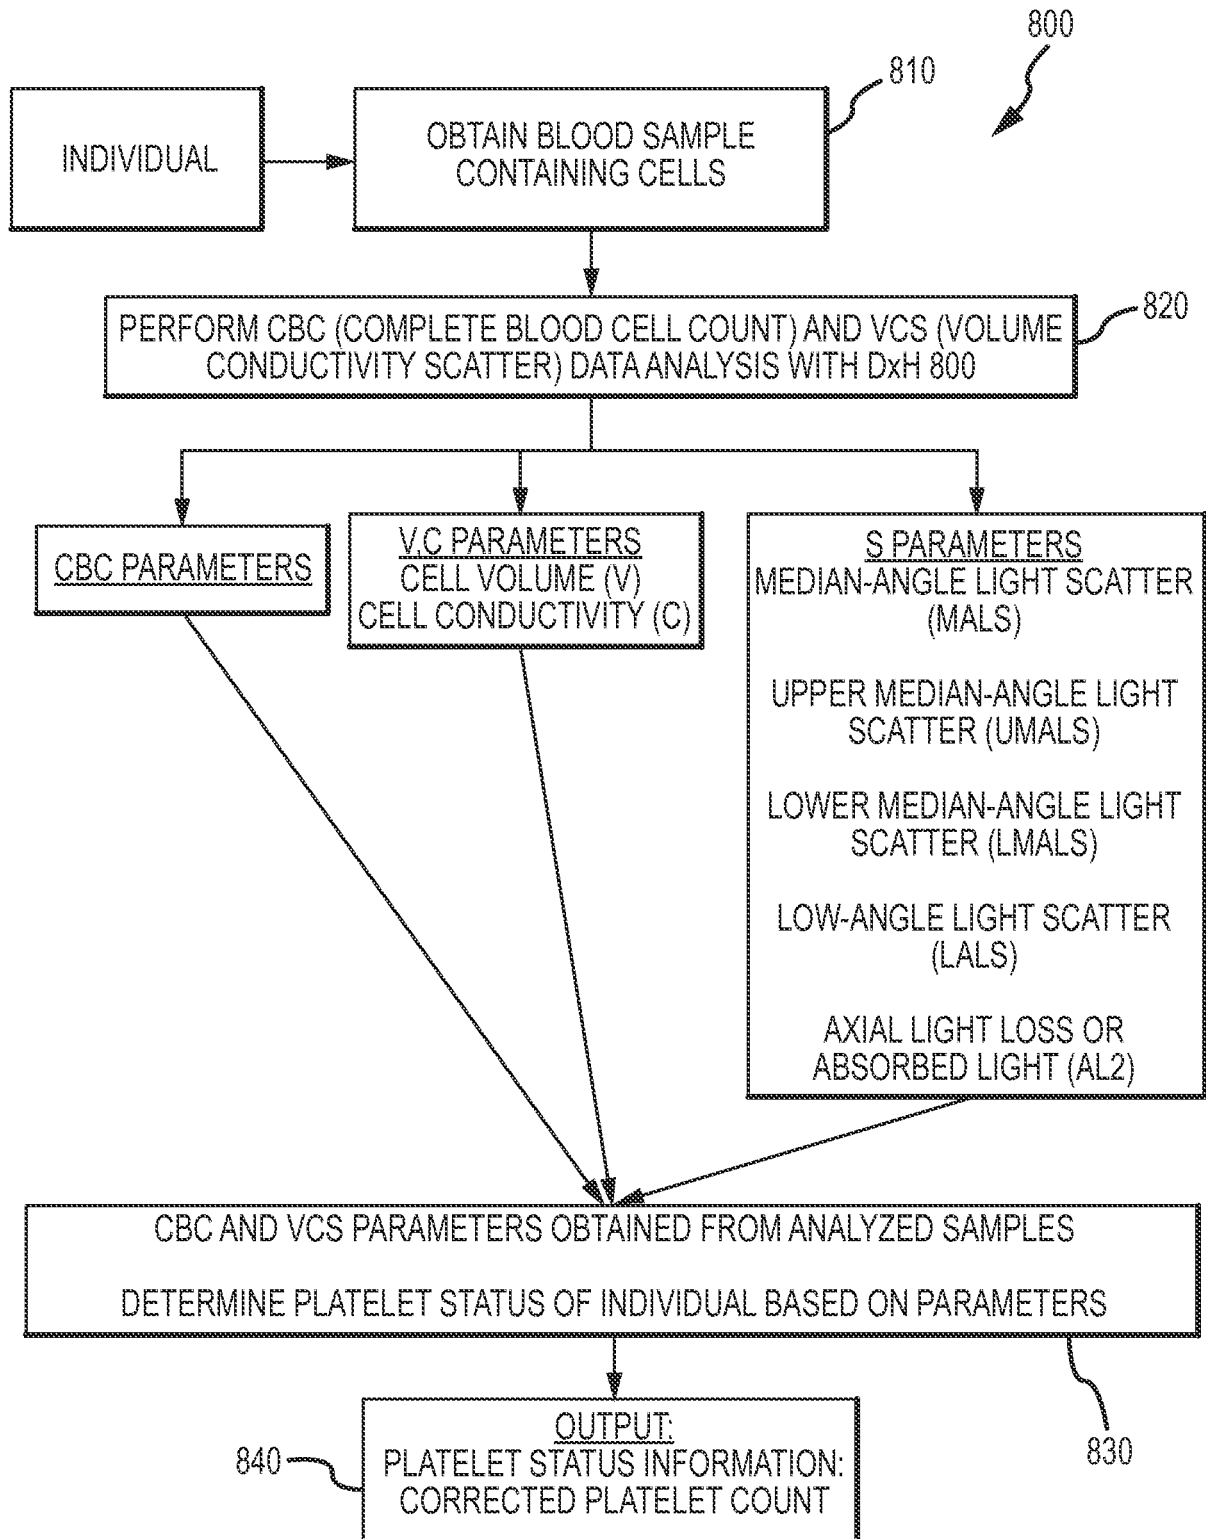 800
810
INDIVIDUAL
OBTAIN BLOOD SAMPLE
CONTAINING CELLS
820
PERFORM CBC (COMPLETE BLOOD CELL COUNT) AND VCS (VOLUME
CONDUCTIVITY SCATTER) DATA ANALYSIS WITH DxH 800
CBC PARAMETERS
V,C PARAMETERS
CELL VOLUME (V)
CELL CONDUCTIVITY (C)
S PARAMETERS
MEDIAN-ANGLE LIGHT SCATTER
(MALS)
UPPER MEDIAN-ANGLE LIGHT
SCATTER (UMALS)
LOWER MEDIAN-ANGLE LIGHT
SCATTER (LMALS)
LOW-ANGLE LIGHT SCATTER
(LALS)
AXIAL LIGHT LOSS OR
ABSORBED LIGHT (AL2)
CBC AND VCS PARAMETERS OBTAINED FROM ANALYZED SAMPLES
DETERMINE PLATELET STATUS OF INDIVIDUAL BASED ON PARAMETERS
830
840
OUTPUT:
PLATELET STATUS INFORMATION:
CORRECTED PLATELET COUNT